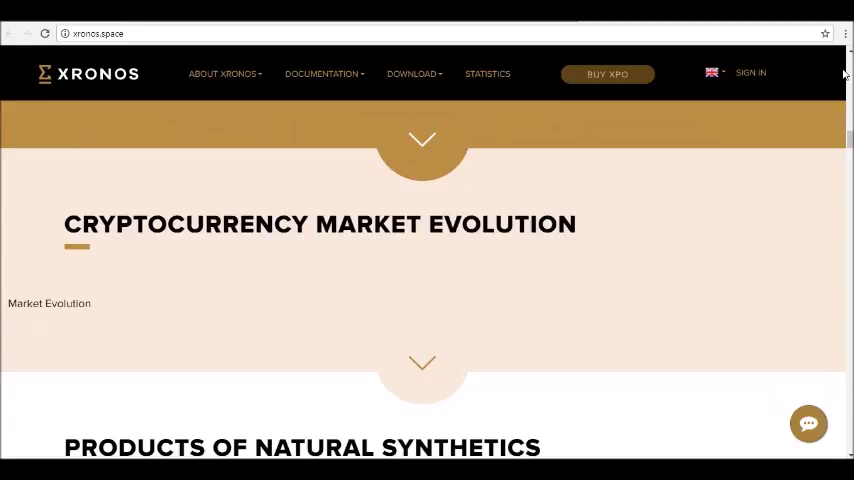 xronos.space
XRONOS
ABOUT XRONOS
DOCUMENTATION
DOWNLOAD
STATISTICS
BUY XPO
SIGN IN
CRYPTOCURRENCY MARKET EVOLUTION
Market Evolution
PRODUCTS OF NATURAL SYNTHETICS